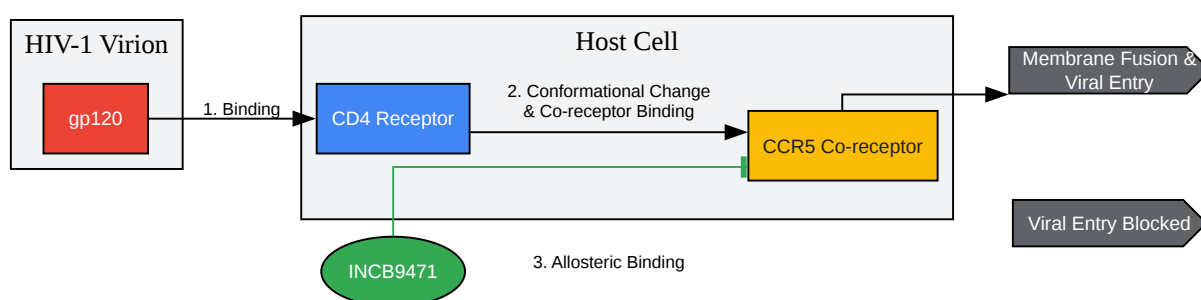 HIV-1 Virion
gp120
1. Binding
Host Cell
CD4 Receptor
2. Conformational Change
& Co-receptor Binding
CCR5 Co-receptor
Membrane Fusion &
Viral Entry
Viral Entry Blocked
INCB9471
3. Allosteric Binding